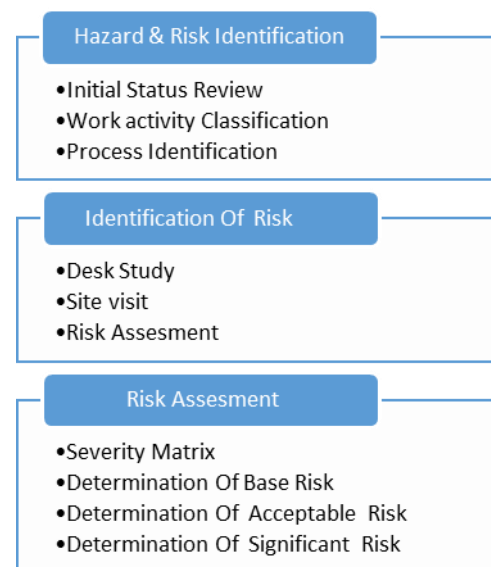 Hazard & Risk Identification
•Initial Status Review
•Work activity Classification
•Process Identification
Identification Of Risk
•Desk Study
•Site visit
•Risk Assesment
Risk Assesment
•Severity Matrix
•Determination Of Base Risk
•Determination Of Acceptable Risk
•Determination Of Significant Risk